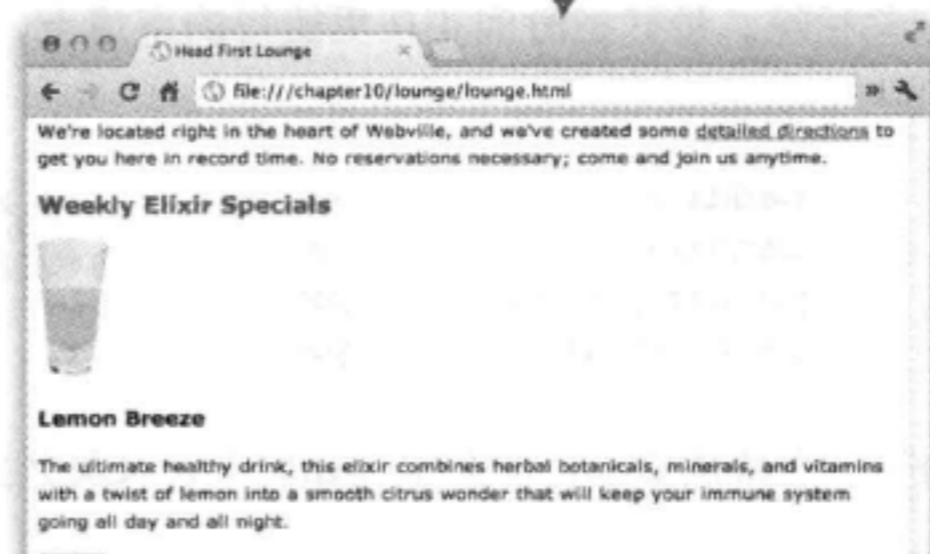 Head First Lounge
file:///chapter10/lounge/lounge.html
We're located right in the heart of Webville, and we've created some detailed directions to
get you here in record time. No reservations necessary; come and join us anytime.
Weekly Elixir Specials
Lemon Breeze
The ultimate healthy drink, this elixir combines herbal botanicals, minerals, and vitamins
with a twist of lemon into a smooth citrus wonder that will keep your immune system
going all day and all night.